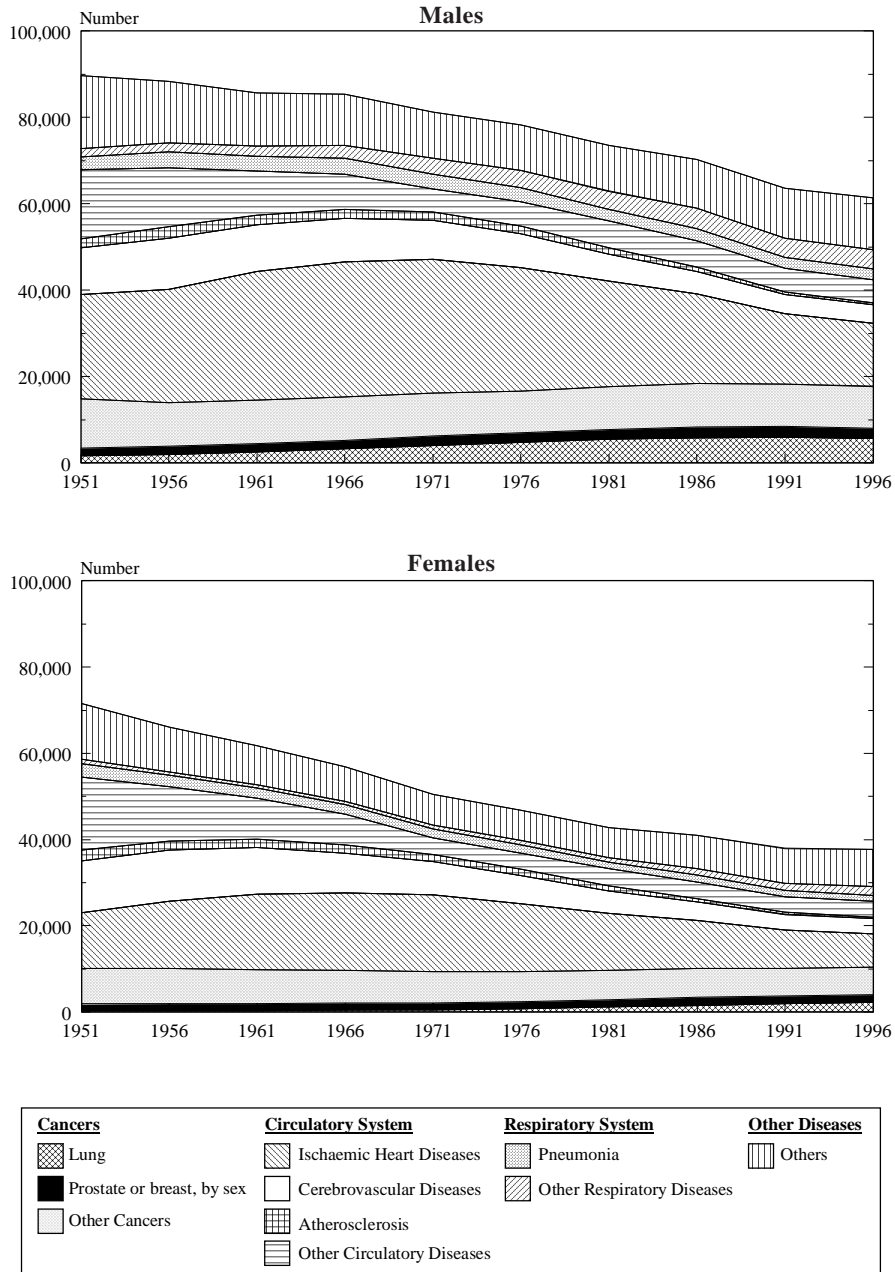 Males
Number
100,000
80,000
60,000
40,000
20,000
0
1951 1956 1961 1966 1971 1976 1981 1986 1991 1996
Females
Number
100,000
80,000
60,000
40,000
20,000
0
1951 1956 1961 1966 1971 1976 1981 1986 1991 1996
Cancers
Lung
Prostate or breast, by sex
Other Cancers
Circulatory System
Ischaemic Heart Diseases
Cerebrovascular Diseases
Atherosclerosis
Other Circulatory Diseases
Respiratory System
Pneumonia
Other Respiratory Diseases
Other Diseases
Others